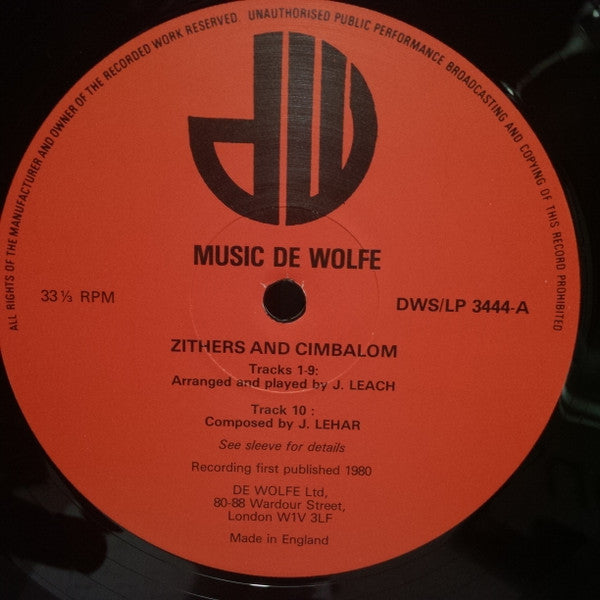 ALL RIGHTS OF THE MANUFACTURER AND OWNER OF THE RECORDED WORK RESERVED. UNAUTHORISED PUBLIC PERFORMANCE BROADCASTING AND COPYING OF THIS RECORD PROHIBITED
dW
MUSIC DE WOLFE
33⅓ RPM
DWS/LP 3444-A
ZITHERS AND CIMBALOM
Tracks 1-9:
Arranged and played by J. LEACH
Track 10 :
Composed by J. LEHAR
See sleeve for details
Recording first published 1980
DE WOLFE Ltd,
80-88 Wardour Street,
London W1V 3LF
Made in England